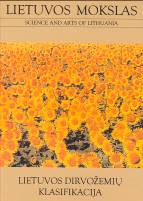 LIETUVOS MOKSLAS
SCIENCE AND ARTS OF LITHUANIA
LIETUVOS DIRVOŽEMIŲ
KLASIFIKACIJA